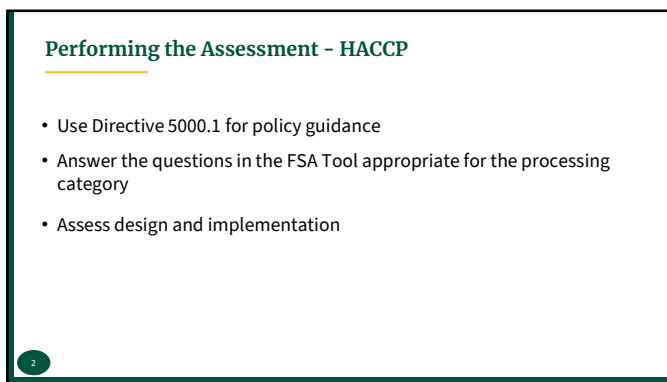 Performing the Assessment - HACCP
• Use Directive 5000.1 for policy guidance
• Answer the questions in the FSA Tool appropriate for the processing
category
• Assess design and implementation
2